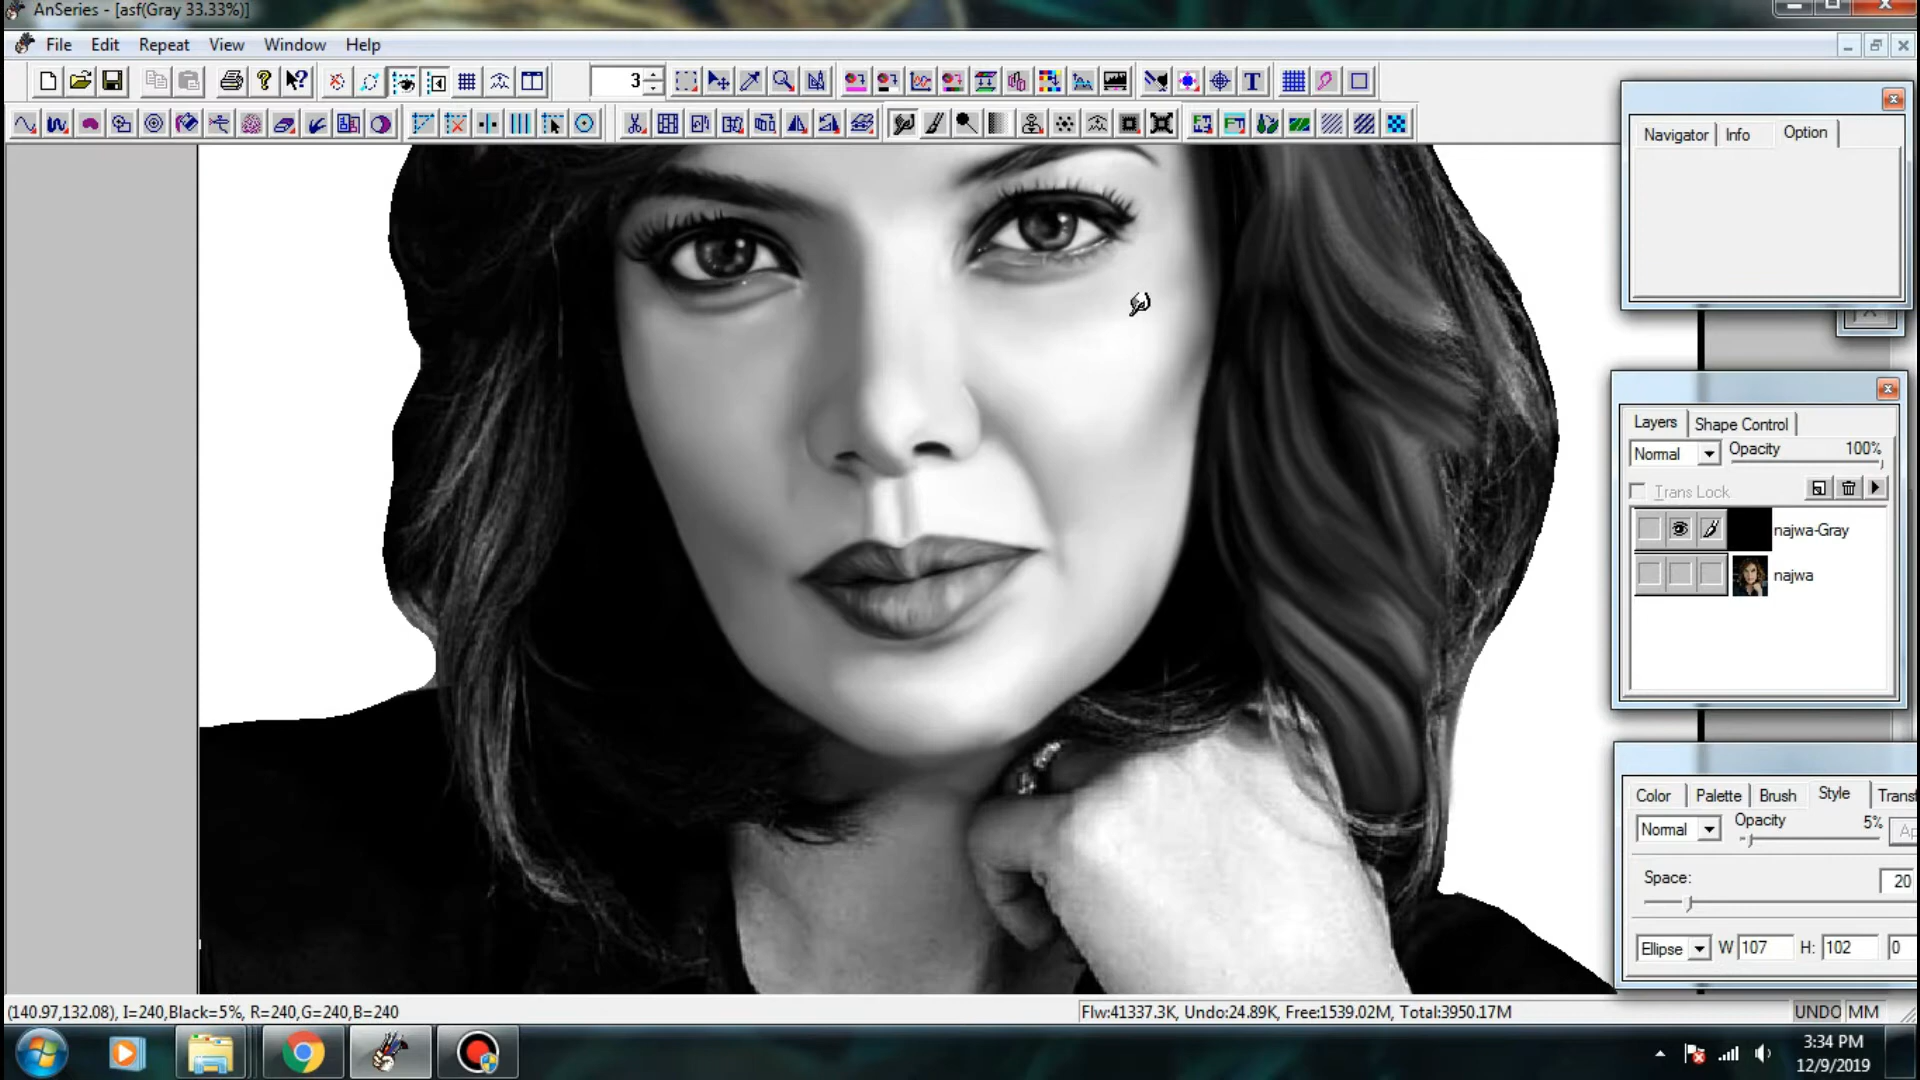 AnSeries - [asf(Gray 33.33%)]
File Edit Repeat View Window Help
3
Navigator Info Option
Layers Shape Control
Normal Opacity 100%
Trans Lock
najwa-Gray
najwa
Color Palette Brush Style Transf
Normal Opacity 5% Ap
Space: 20
Ellipse W 107 H: 102 0
(140.97,132.08), I=240,Black=5%, R=240,G=240,B=240 Flw:41337.3K, Undo:24.89K, Free:1539.02M, Total:3950.17M UNDO MM
3:34 PM
12/9/2019